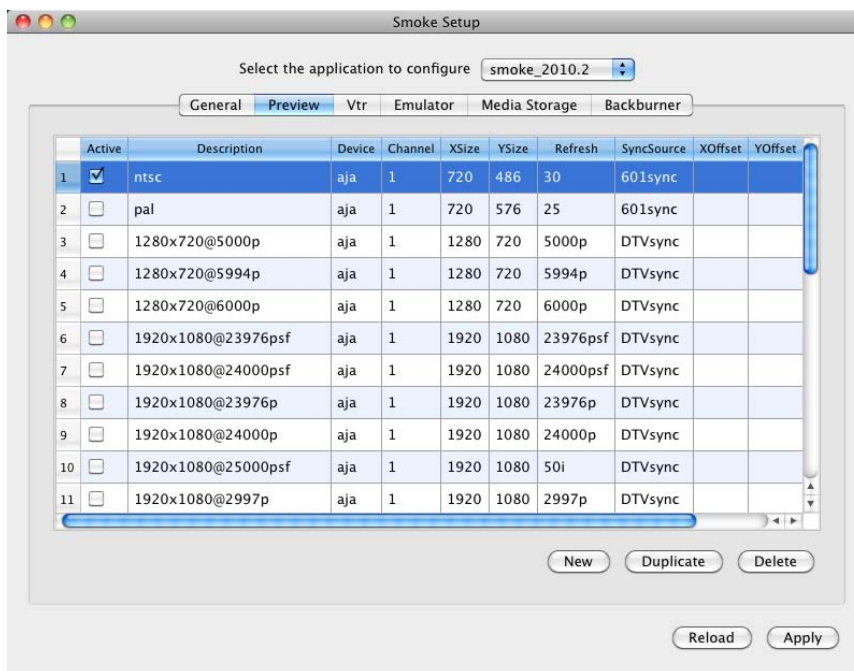 Smoke Setup
Select the application to configure smoke_2010.2
General Preview Vtr Emulator Media Storage Backburner
Active Description Device Channel XSize YSize Refresh SyncSource XOffset YOffset
1 ntsc aja 1 720 486 30 601sync
2 pal aja 1 720 576 25 601sync
3 1280x720@5000p aja 1 1280 720 5000p DTVsync
4 1280x720@5994p aja 1 1280 720 5994p DTVsync
5 1280x720@6000p aja 1 1280 720 6000p DTVsync
6 1920x1080@23976psf aja 1 1920 1080 23976psf DTVsync
7 1920x1080@24000psf aja 1 1920 1080 24000psf DTVsync
8 1920x1080@23976p aja 1 1920 1080 23976p DTVsync
9 1920x1080@24000p aja 1 1920 1080 24000p DTVsync
10 1920x1080@25000psf aja 1 1920 1080 50i DTVsync
11 1920x1080@2997p aja 1 1920 1080 2997p DTVsync
New Duplicate Delete
Reload Apply